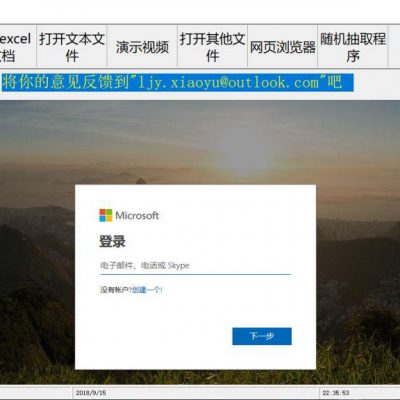 excel 打开文本文 演示视频 打开其他文 网页浏览器 随机抽取程
文档 件 件 序
将你的意见反馈到"ljy.xiaoyu@outlook.com"吧
Microsoft
登录
电子邮件、电话或 Skype
没有帐户?创建一个!
下一步
2018/9/15 22:35:53